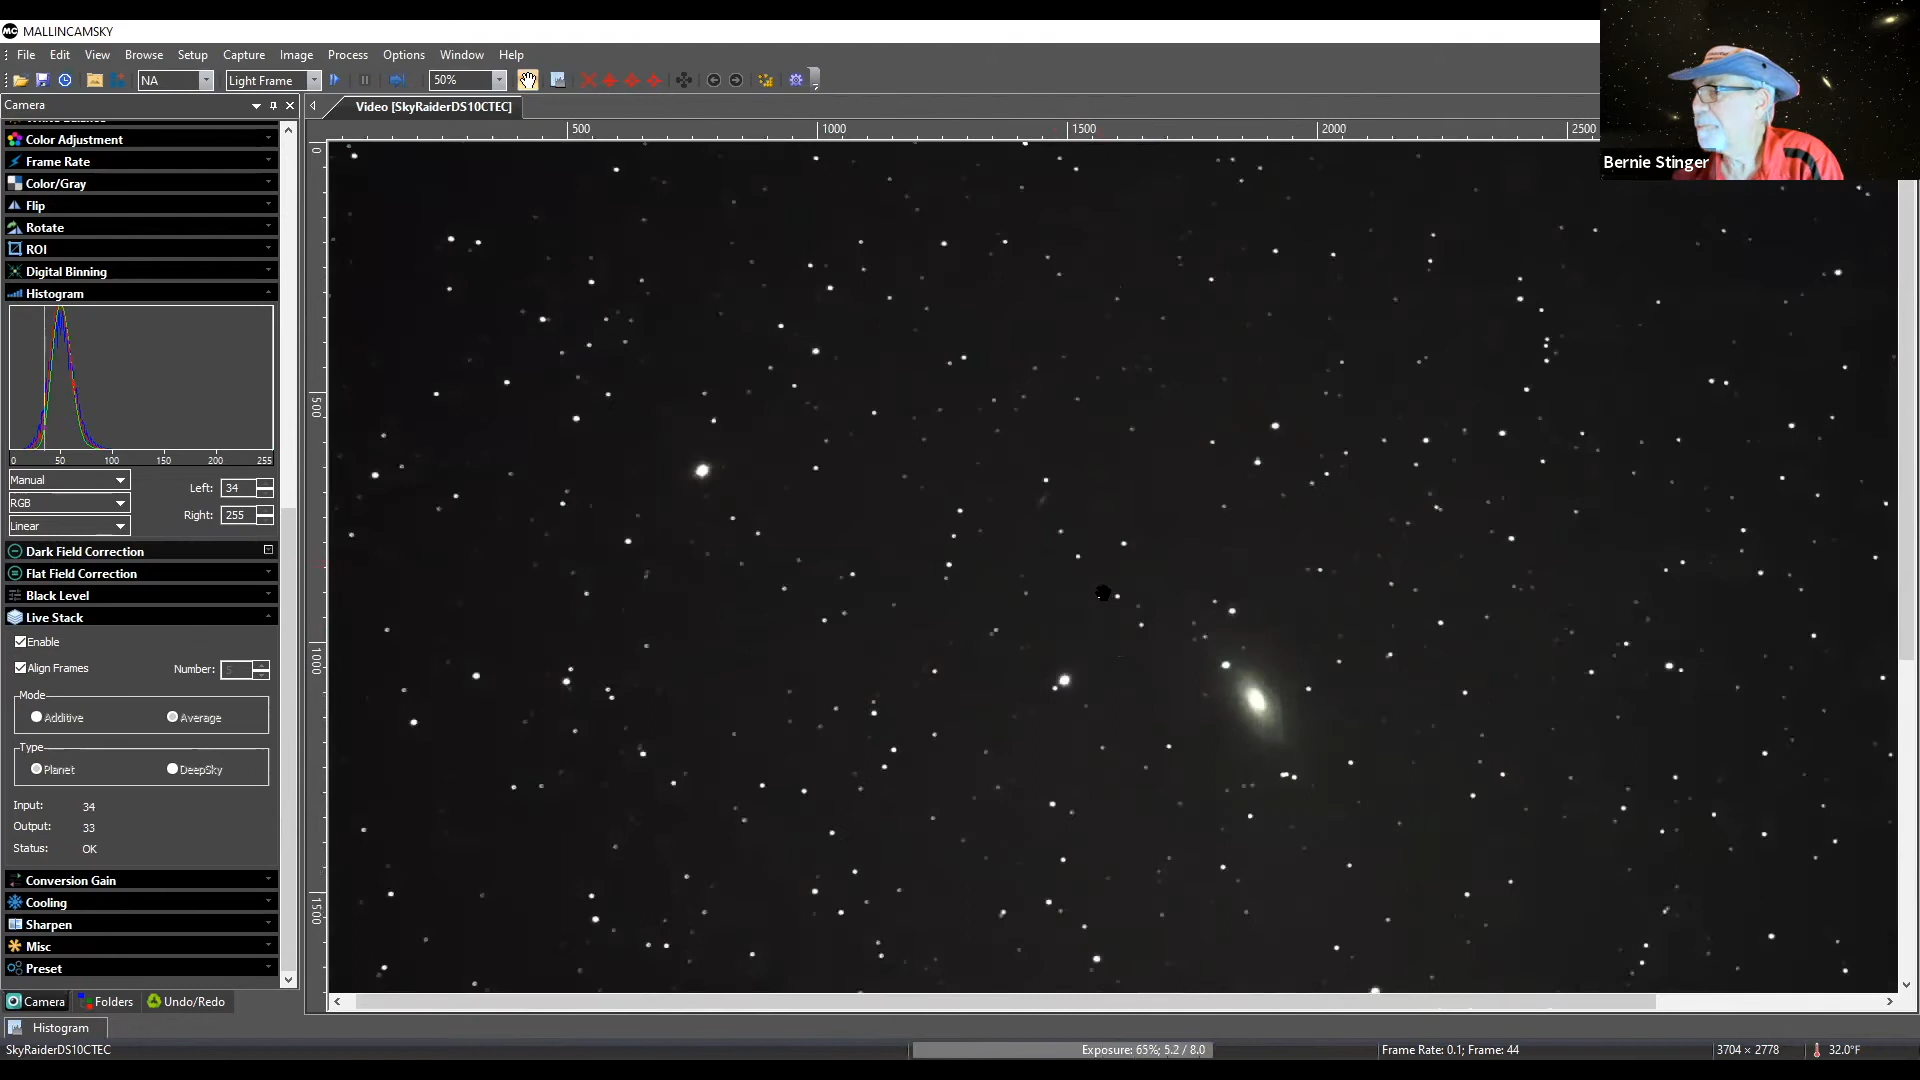 MALLINCAMSKY
File Edit View Browse Setup Capture Image Process Options Window Help
NA Light Frame 50%
Camera
Video [SkyRaiderDS10CTEC]
500 1000 1500 2000 2500
Bernie Stinger
Color Adjustment
Frame Rate
Color/Gray
Flip
Rotate
ROI
Digital Binning
Histogram
0 50 100 150 200 255
Manual
Left: 34
RGB
Right: 255
Linear
Dark Field Correction
Flat Field Correction
Black Level
Live Stack
Enable
Align Frames Number: 5
Mode
Additive Average
Type
Planet DeepSky
Input: 34
Output: 33
Status: OK
Conversion Gain
Cooling
Sharpen
Misc
Preset
0
500
1000
1500
Camera Folders Undo/Redo
Histogram
SkyRaiderDS10CTEC Exposure: 65%; 5.2 / 8.0 Frame Rate: 0.1; Frame: 44 3704 × 2778 32.0°F